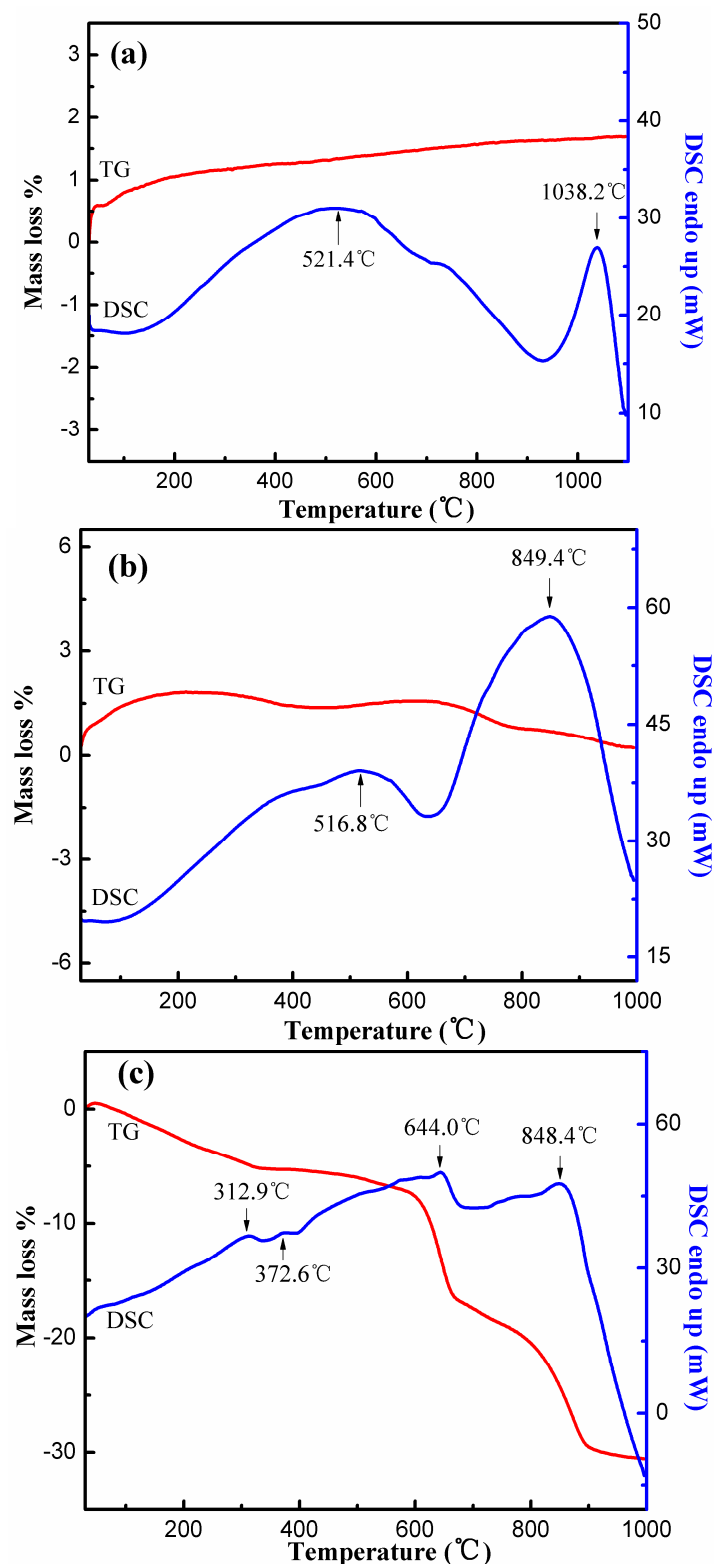 (a)
Mass loss %
3
2
1
0
-1
-2
-3
TG
DSC
521.4℃
1038.2℃
50
40
30
20
10
DSC endo up (mW)
200 400 600 800 1000
Temperature (℃)
(b)
Mass loss %
6
3
0
-3
-6
TG
DSC
516.8℃
849.4℃
60
45
30
15
DSC endo up (mW)
200 400 600 800 1000
Temperature (℃)
(c)
Mass loss %
0
-10
-20
-30
TG
DSC
312.9℃
372.6℃
644.0℃
848.4℃
60
30
0
DSC endo up (mW)
200 400 600 800 1000
Temperature (℃)